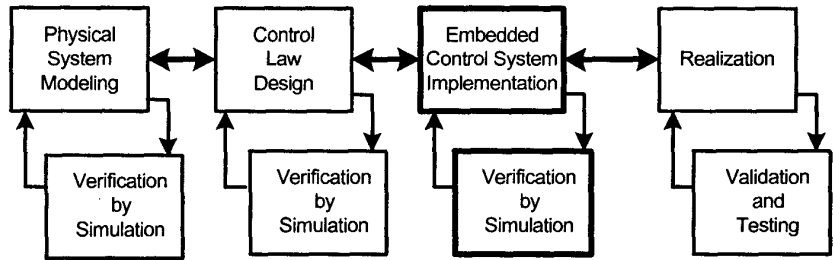 Physical
System
Modeling
Control
Law
Design
Embedded
Control System
Implementation
Realization
Verification
by
Simulation
Verification
by
Simulation
Verification
by
Simulation
Validation
and
Testing